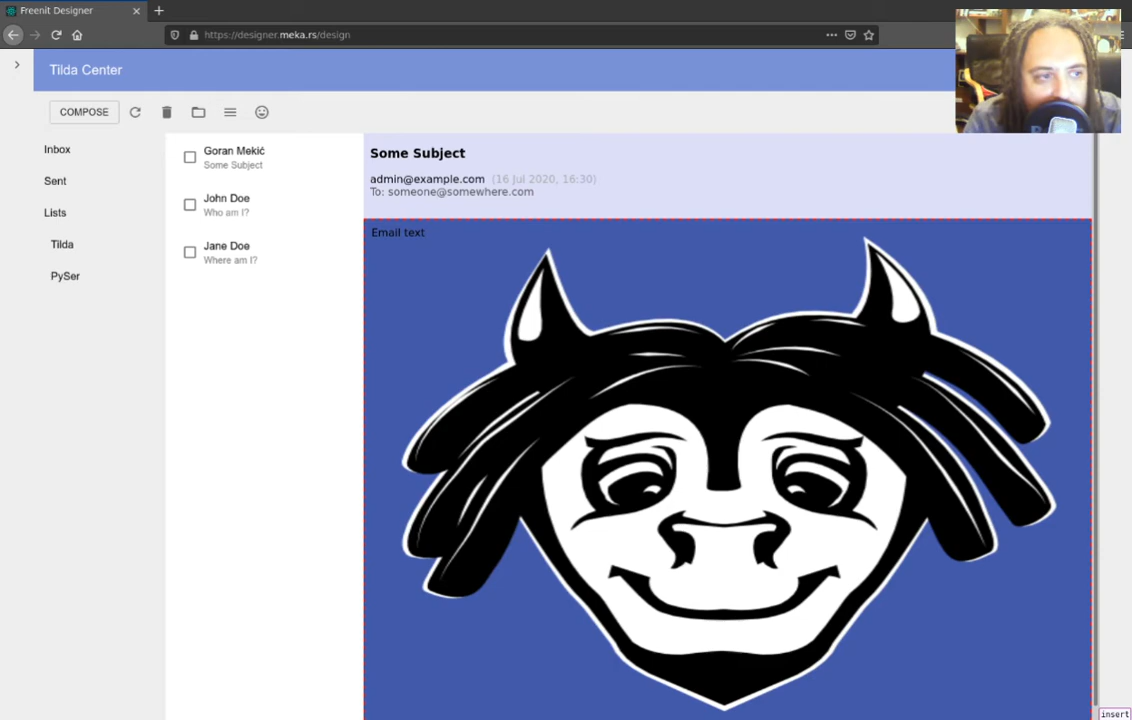 Freenit Designer
https://designer.meka.rs/design
Tilda Center
COMPOSE
Inbox
Sent
Lists
Tilda
PySer
Goran Mekić
Some Subject
John Doe
Who am I?
Jane Doe
Where am I?
Some Subject
admin@example.com (16 Jul 2020, 16:30)
To: someone@somewhere.com
Email text
insert